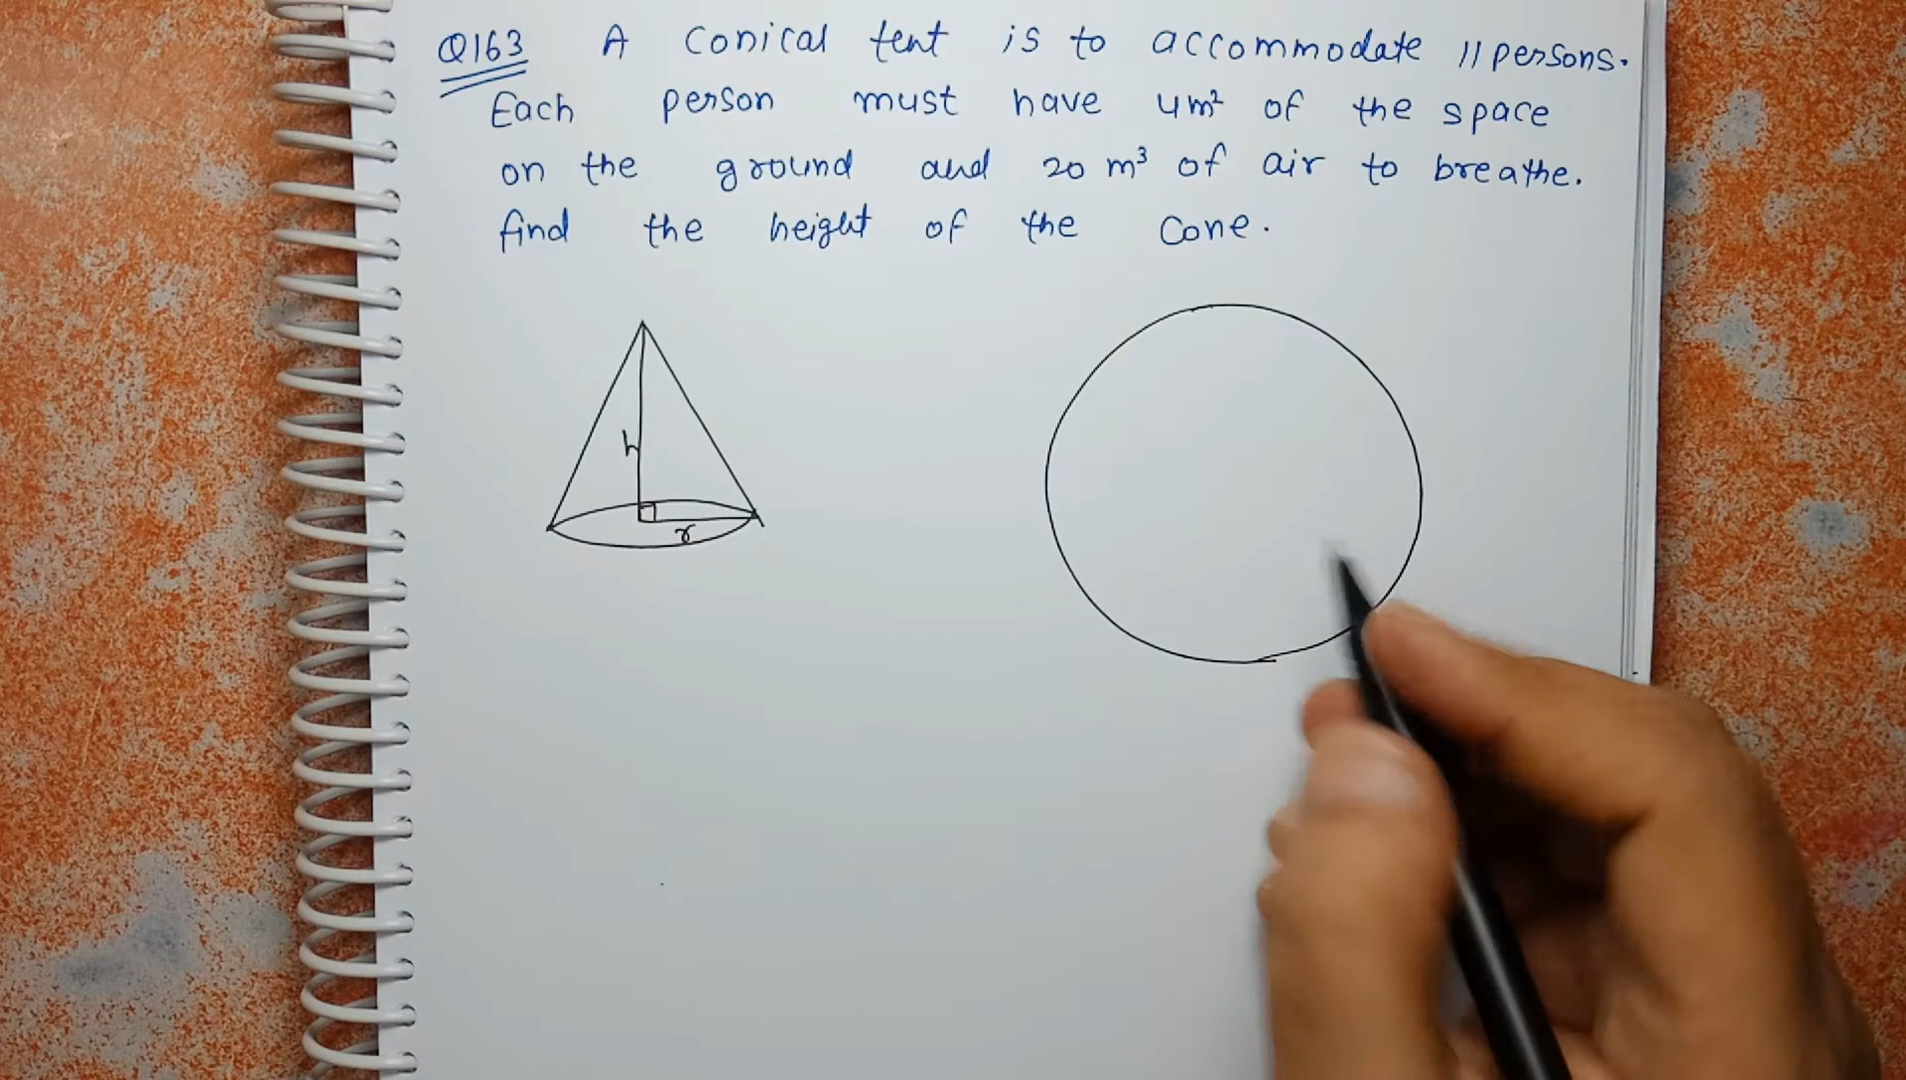 Q163 A conical tent is to accommodate 11 persons.
Each person must have 4m² of the space
on the ground and 20 m³ of air to breathe.
find the height of the cone.
h
r